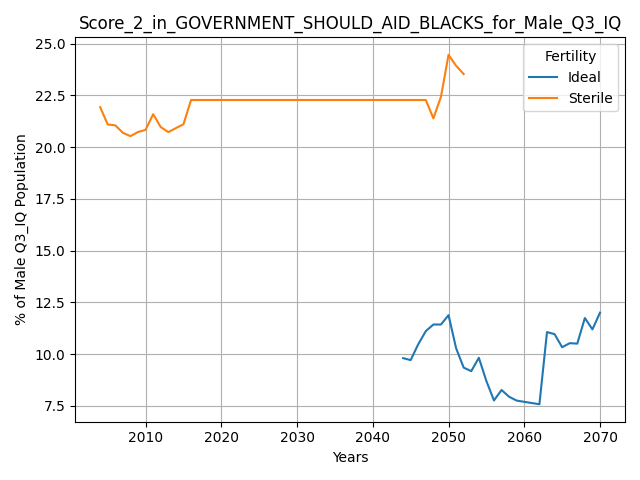 Score_2_in_GOVERNMENT_SHOULD_AID_BLACKS_for_Male_Q3_IQ
Fertility
Ideal
Sterile
% of Male Q3_IQ Population
25.0
22.5
20.0
17.5
15.0
12.5
10.0
7.5
2010 2020 2030 2040 2050 2060 2070
Years